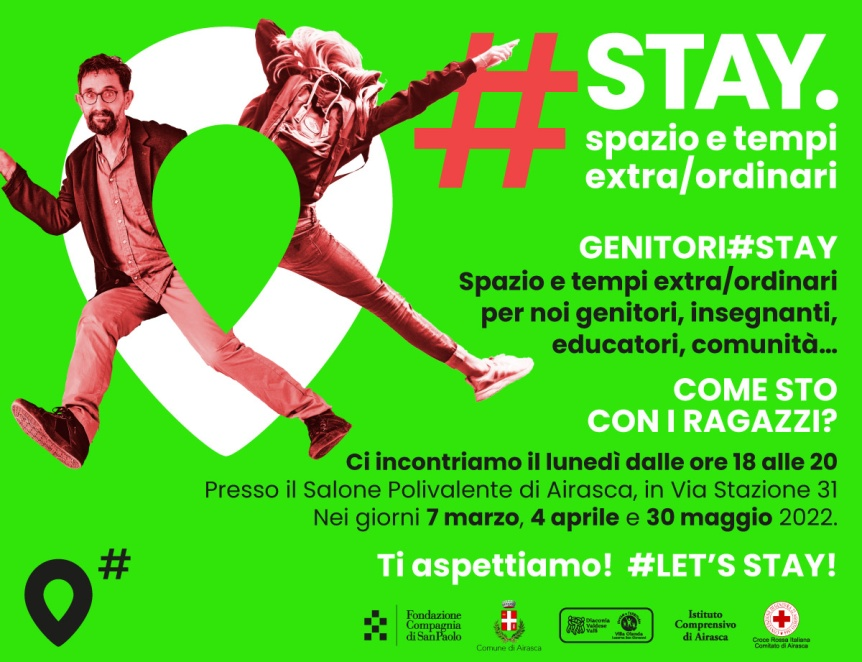 #STAY.
spazio e tempi
extra/ordinari
GENITORI#STAY
Spazio e tempi extra/ordinari
per noi genitori, insegnanti,
educatori, comunità...
COME STO
CON I RAGAZZI?
Ci incontriamo il lunedì dalle ore 18 alle 20
Presso il Salone Polivalente di Airasca, in Via Stazione 31
Nei giorni 7 marzo, 4 aprile e 30 maggio 2022.
Ti aspettiamo! #LET'S STAY!
#
Fondazione
Compagnia
di San Paolo
Comune di Airasca
Diaconia
Valdese
Valli
Villa Olanda
Istituto
Comprensivo
di Airasca
Croce Rossa Italiana
Comitato di Airasca